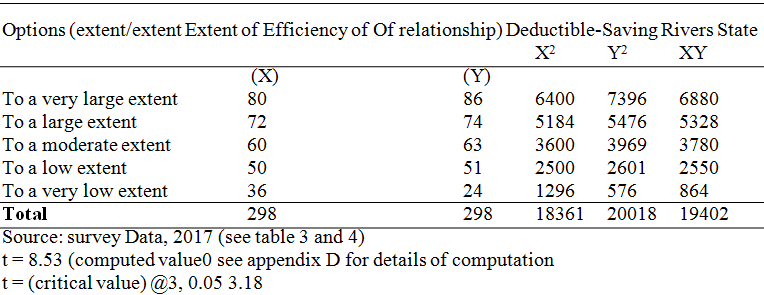 Options (extent/extent Extent of Efficiency of Of relationship) Deductible-Saving Rivers State
X² Y² XY
(X) (Y)
To a very large extent 80 86 6400 7396 6880
To a large extent 72 74 5184 5476 5328
To a moderate extent 60 63 3600 3969 3780
To a low extent 50 51 2500 2601 2550
To a very low extent 36 24 1296 576 864
Total 298 298 18361 20018 19402
Source: survey Data, 2017 (see table 3 and 4)
t = 8.53 (computed value0 see appendix D for details of computation
t = (critical value) @3, 0.05 3.18